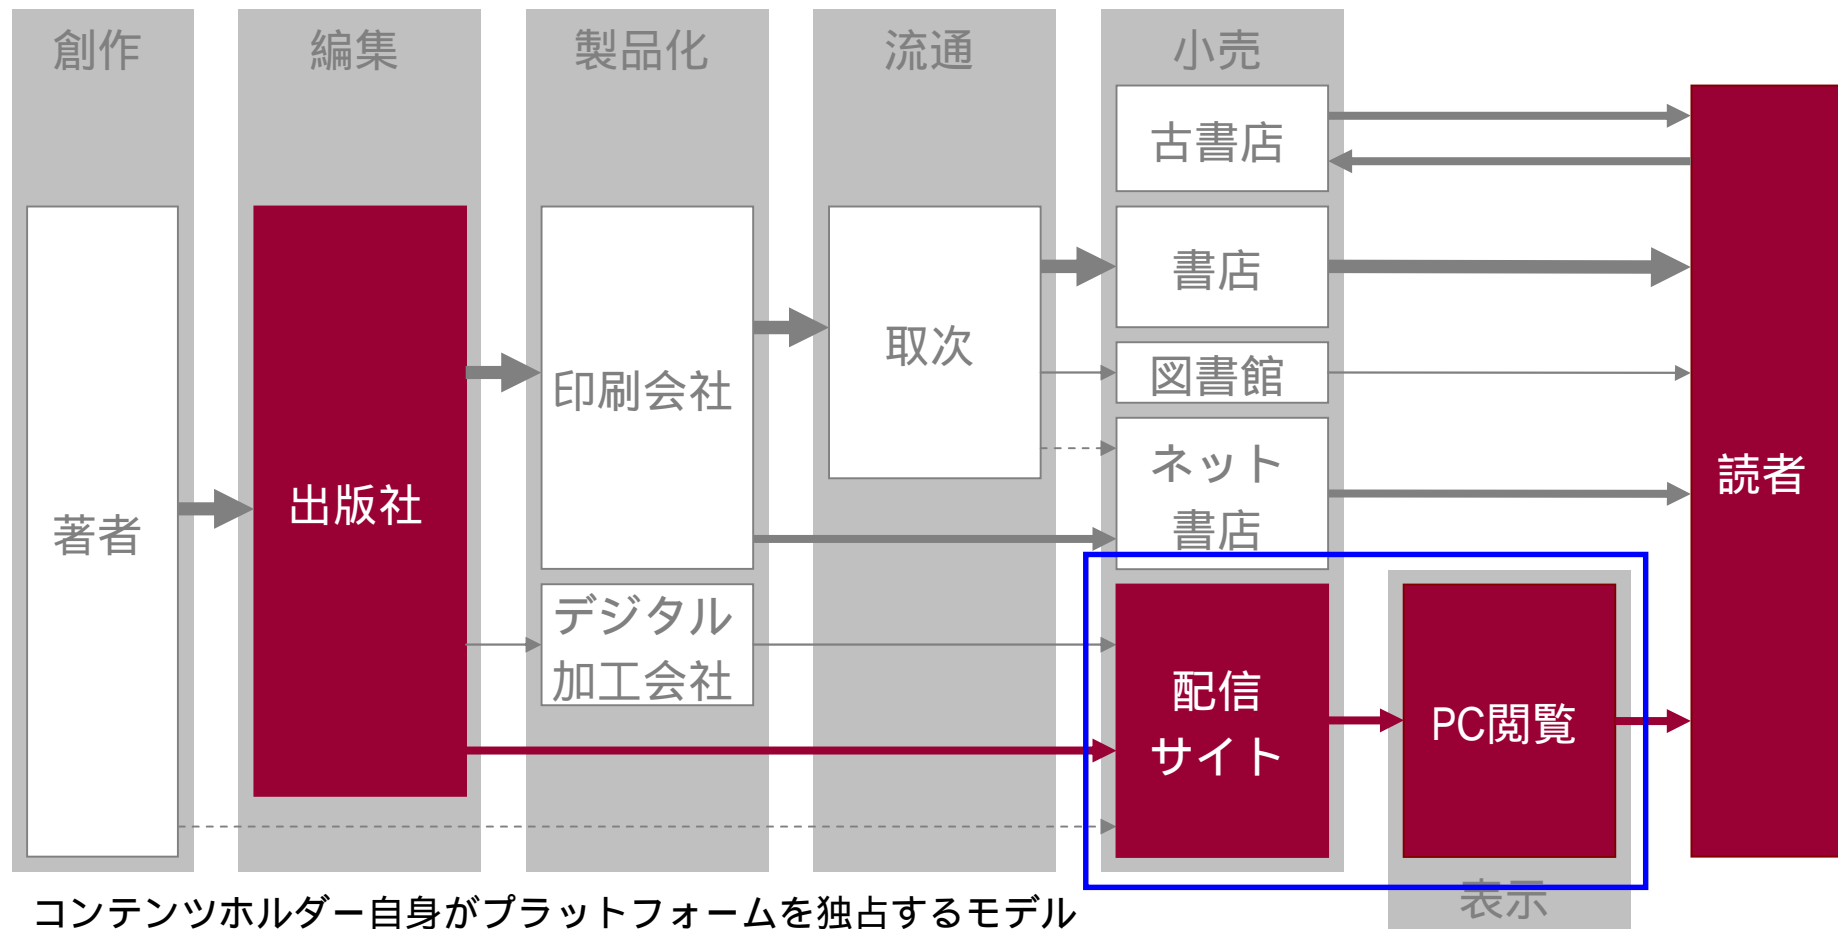 創作
編集
製品化
流通
小売
古書店
書店
図書館
ネット
書店
取次
印刷会社
出版社
著者
デジタル
加工会社
配信
サイト
PC閲覧
読者
表示
コンテンツホルダー自身がプラットフォームを独占するモデル